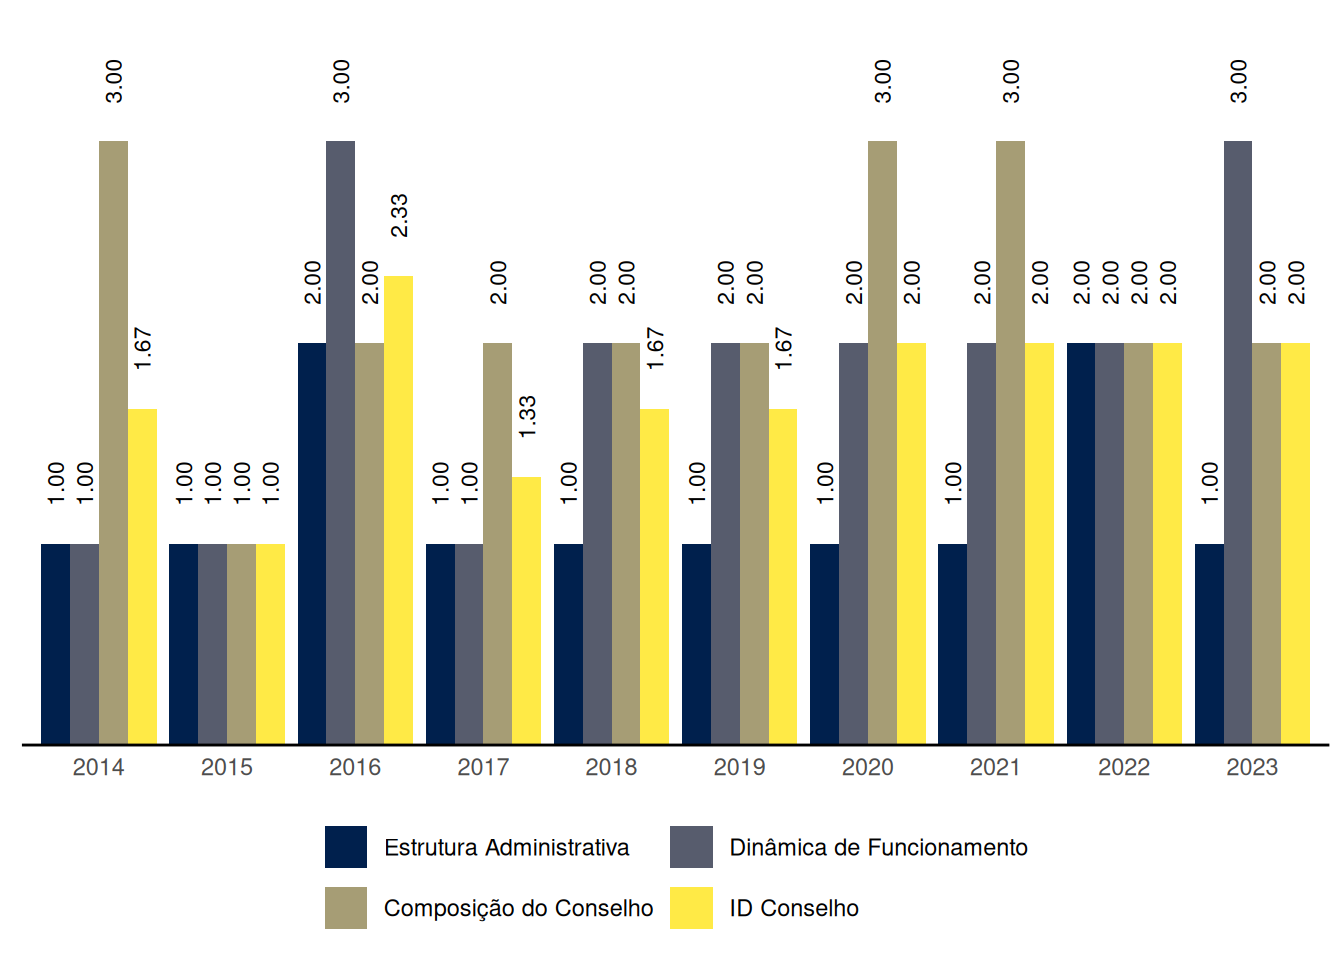 3.00 3.00 3.00 3.00 3.00
2.33
2.00 2.00 2.00 2.00 2.00 2.00 2.00 2.00 2.00 2.00 2.00 2.00 2.00 2.00 2.00 2.00 2.00
1.67 1.67 1.67
1.33
1.00 1.00 1.00 1.00 1.00 1.00 1.00 1.00 1.00 1.00 1.00 1.00 1.00
2014 2015 2016 2017 2018 2019 2020 2021 2022 2023
Estrutura Administrativa Dinâmica de Funcionamento
Composição do Conselho ID Conselho